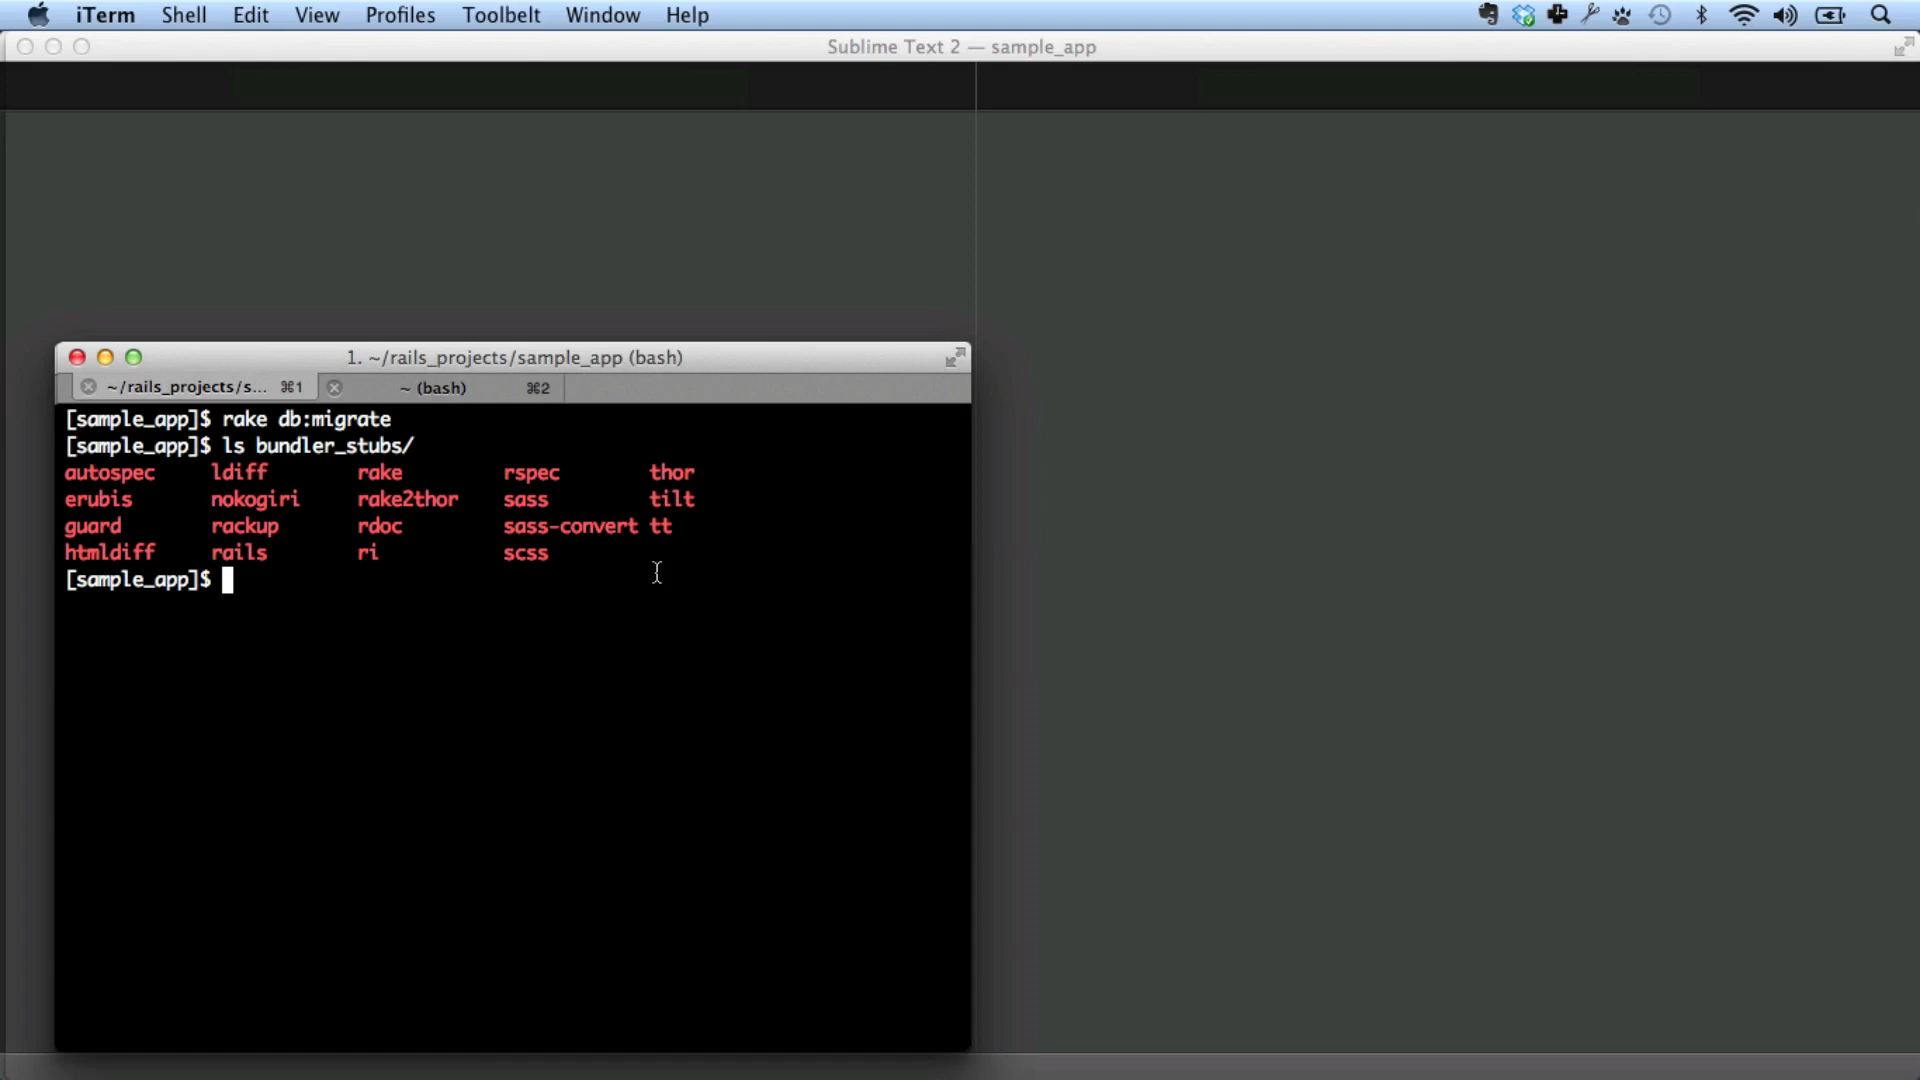 iTerm Shell Edit View Profiles Toolbelt Window Help
Sublime Text 2 — sample_app
1. ~/rails_projects/sample_app (bash)
~/rails_projects/s... ⌘1 ~ (bash) ⌘2
[sample_app]$ rake db:migrate
[sample_app]$ ls bundler_stubs/
autospec ldiff rake rspec thor
erubis nokogiri rake2thor sass tilt
guard rackup rdoc sass-convert tt
htmldiff rails ri scss
[sample_app]$